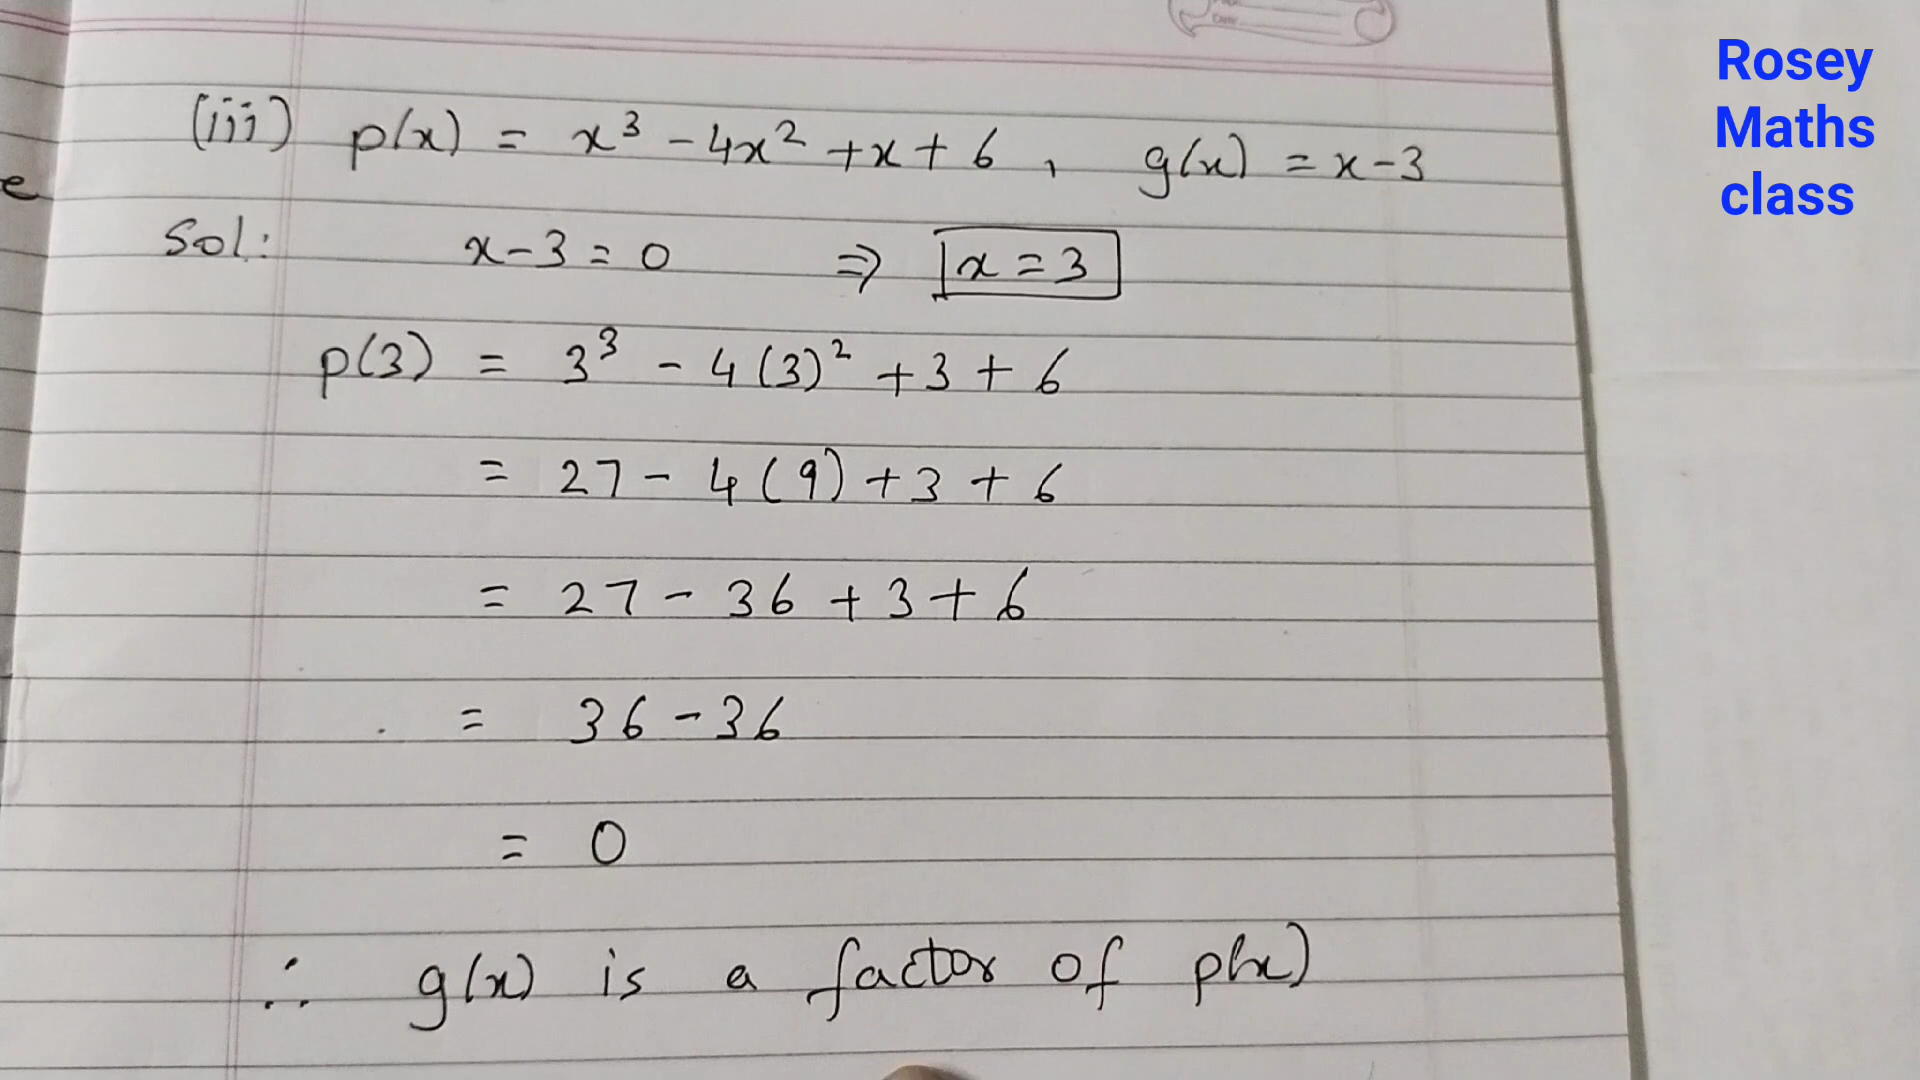 (iii) p(x) = x³ - 4x² + x + 6 , g(x) = x - 3
Sol: x - 3 = 0 ⇒ x = 3
p(3) = 3³ - 4(3)² + 3 + 6
= 27 - 4(9) + 3 + 6
= 27 - 36 + 3 + 6
= 36 - 36
= 0
∴ g(x) is a factor of p(x)
Rosey
Maths
class